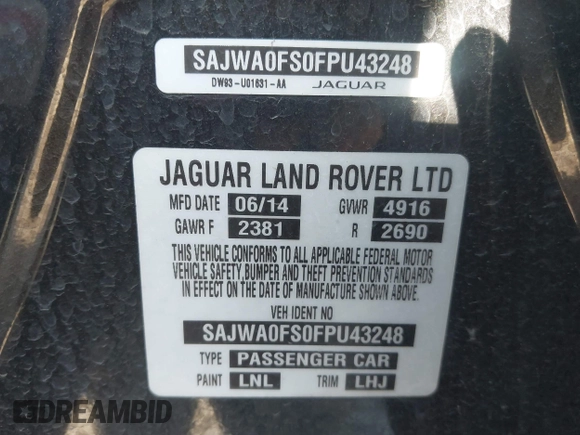 SAJWA0FS0FPU43248
DW93-U01631-AA JAGUAR
JAGUAR LAND ROVER LTD
MFD DATE 06/14 GVWR 4916
GAWR F 2381 R 2690
THIS VEHICLE CONFORMS TO ALL APPLICABLE FEDERAL MOTOR
VEHICLE SAFETY,BUMPER AND THEFT PREVENTION STANDARDS
IN EFFECT ON THE DATE OF MANUFACTURE SHOWN ABOVE.
VEH IDENT NO
SAJWA0FS0FPU43248
TYPE PASSENGER CAR
PAINT LNL TRIM LHJ
DREAMBID